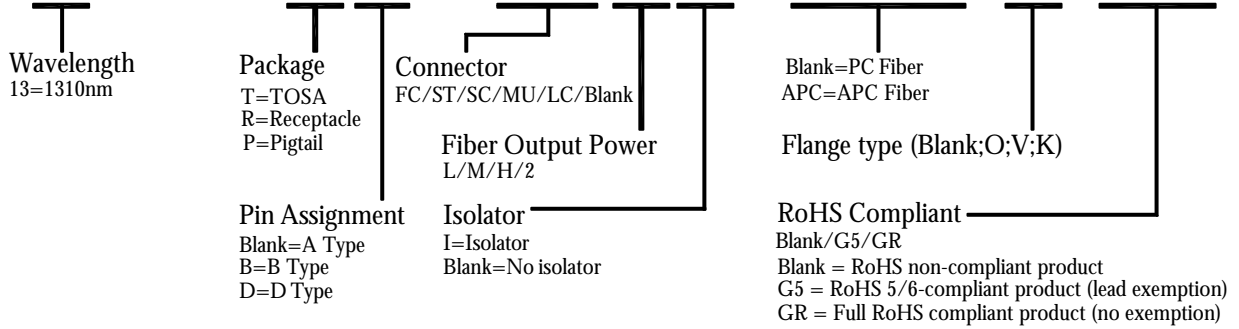 Wavelength
13=1310nm
Package
T=TOSA
R=Receptacle
P=Pigtail
Pin Assignment
Blank=A Type
B=B Type
D=D Type
Connector
FC/ST/SC/MU/LC/Blank
Fiber Output Power
L/M/H/2
Isolator
I=Isolator
Blank=No isolator
Blank=PC Fiber
APC=APC Fiber
Flange type (Blank;O;V;K)
RoHS Compliant
Blank/G5/GR
Blank = RoHS non-compliant product
G5 = RoHS 5/6-compliant product (lead exemption)
GR = Full RoHS compliant product (no exemption)